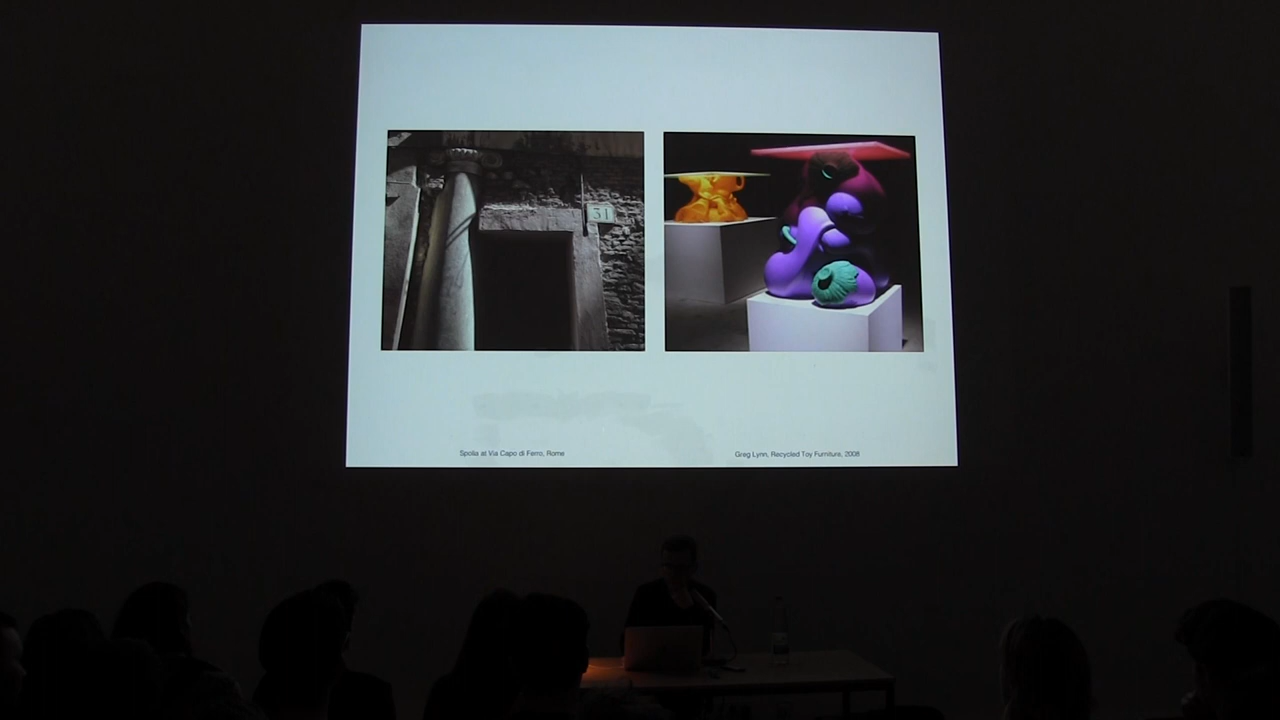 31
Spolia at Via Capo di Ferro, Rome
Greg Lynn, Recycled Toy Furniture, 2008